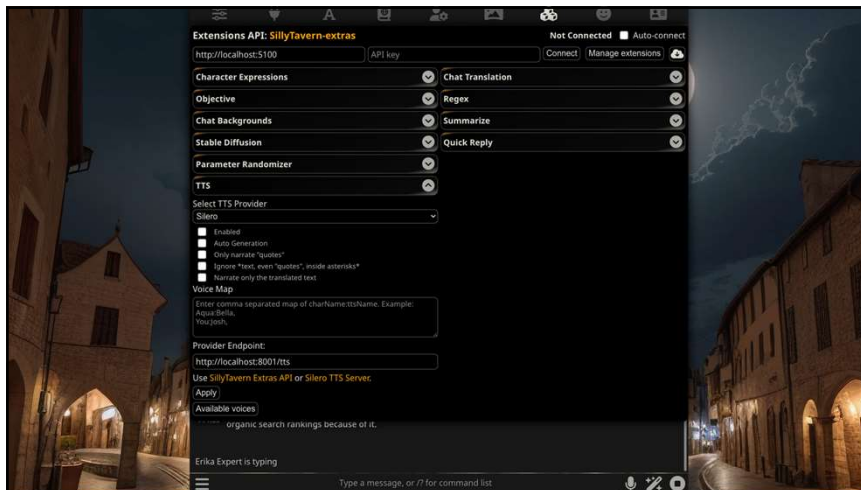 Extensions API: SillyTavern-extras
Not Connected Auto-connect
http://localhost:5100
API key
Connect
Manage extensions
Character Expressions
Chat Translation
Objective
Regex
Chat Backgrounds
Summarize
Stable Diffusion
Quick Reply
Parameter Randomizer
TTS
Select TTS Provider
Silero
Enabled
Auto Generation
Only narrate "quotes"
Ignore *text, even "quotes", inside asterisks*
Narrate only the translated text
Voice Map
Enter comma separated map of charName:ttsName. Example:
Aqua:Bella,
You:Josh,
Provider Endpoint:
http://localhost:8001/tts
Use SillyTavern Extras API or Silero TTS Server.
Apply
Available voices
organic search rankings because of it.
Erika Expert is typing
Type a message, or /? for command list